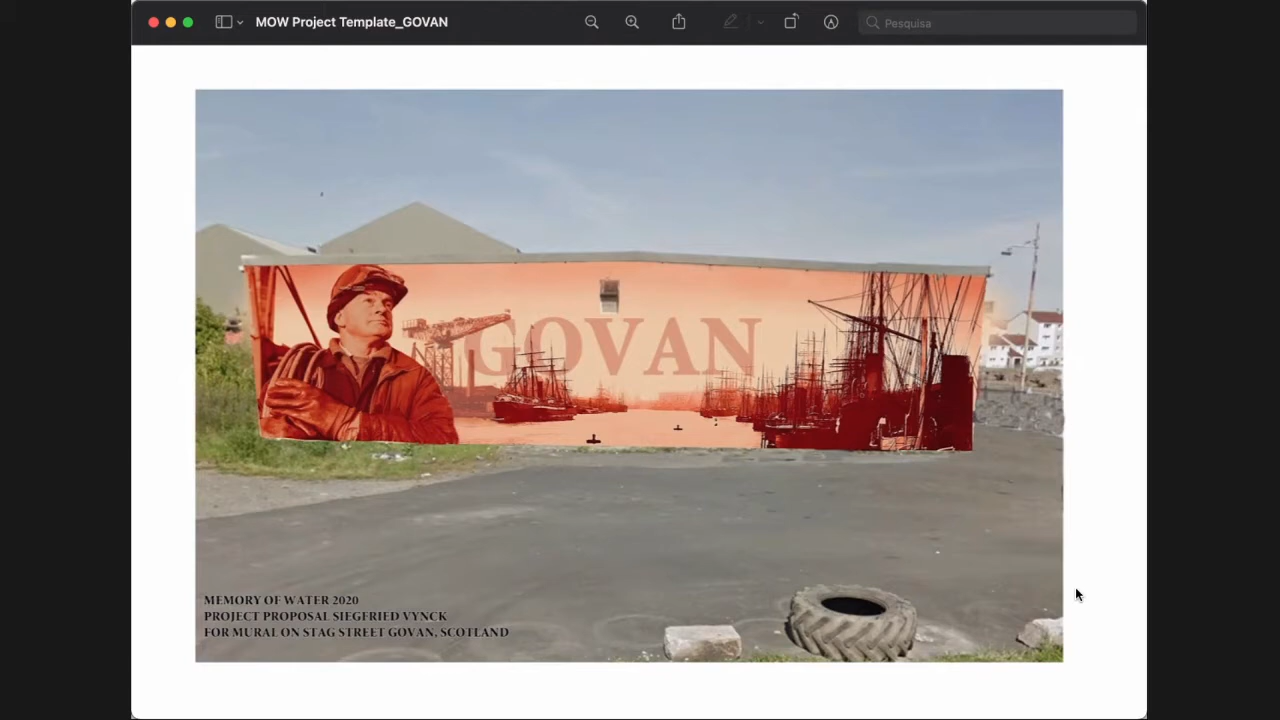 MOW Project Template_GOVAN
Pesquisa
GOVAN
MEMORY OF WATER 2020
PROJECT PROPOSAL SIEGFRIED VYNCK
FOR MURAL ON STAG STREET GOVAN, SCOTLAND